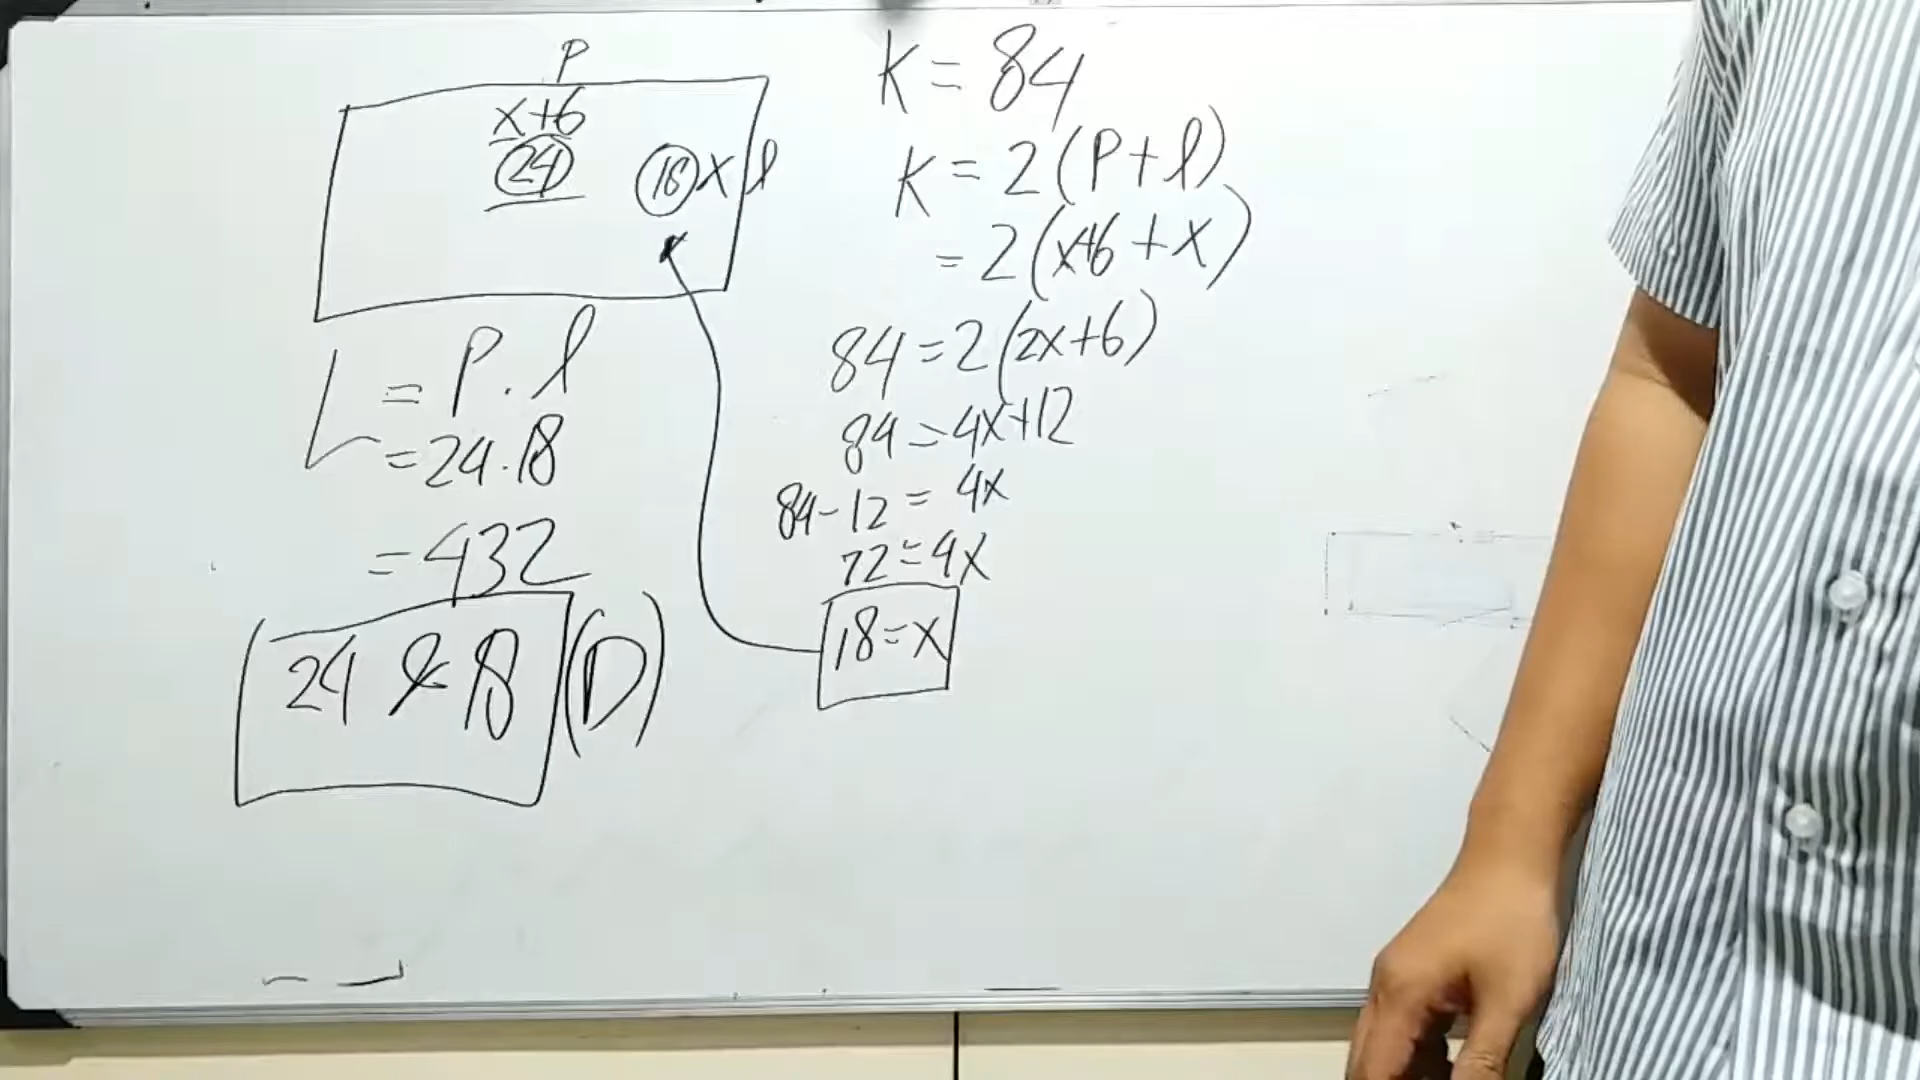 P
x+6
24
18 x l
L = P . l
= 24 . 18
= 432
24 & 18 (D)
K = 84
K = 2(P+l)
= 2(x+6+x)
84 = 2(2x+6)
84 = 4x+12
84-12 = 4x
72 = 4x
18 = x